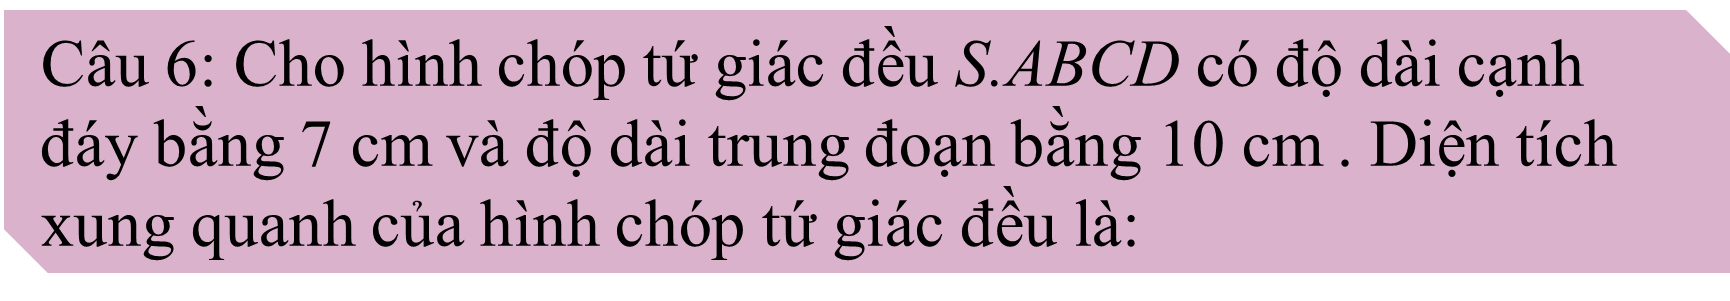 Câu 6: Cho hình chóp tứ giác đều S.ABCD có độ dài cạnh
đáy bằng 7 cm và độ dài trung đoạn bằng 10 cm . Diện tích
xung quanh của hình chóp tứ giác đều là: